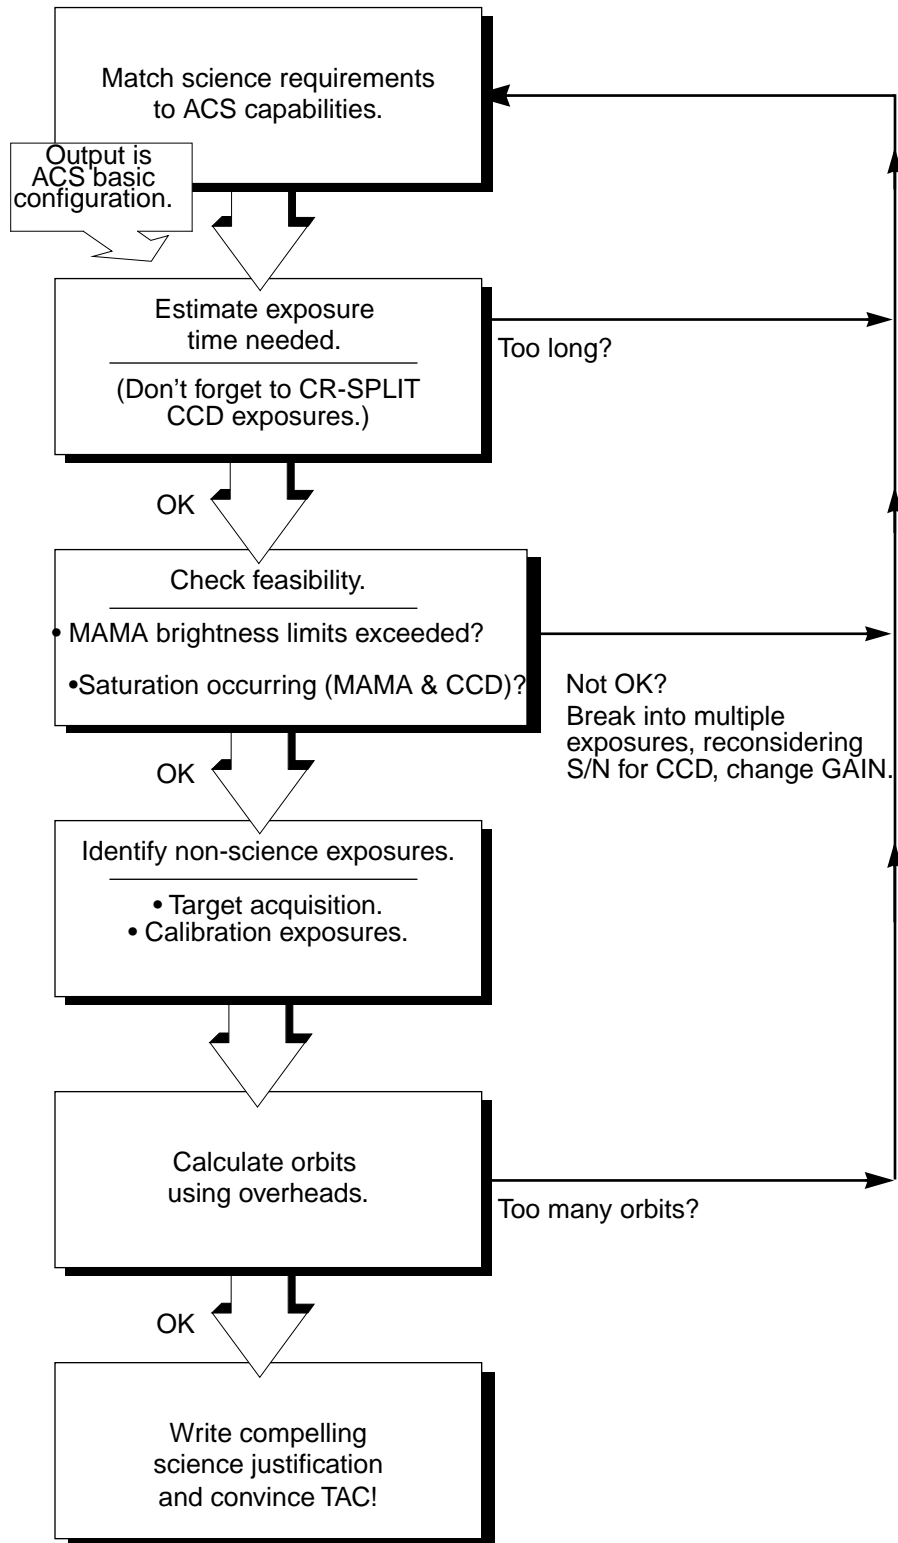 Match science requirements
to ACS capabilities.
Output is
ACS basic
configuration.
Estimate exposure
time needed.
(Don't forget to CR-SPLIT
CCD exposures.)
Too long?
OK
Check feasibility.
• MAMA brightness limits exceeded?
•Saturation occurring (MAMA & CCD)?
Not OK?
Break into multiple
exposures, reconsidering
S/N for CCD, change GAIN.
OK
Identify non-science exposures.
• Target acquisition.
• Calibration exposures.
Calculate orbits
using overheads.
Too many orbits?
OK
Write compelling
science justification
and convince TAC!